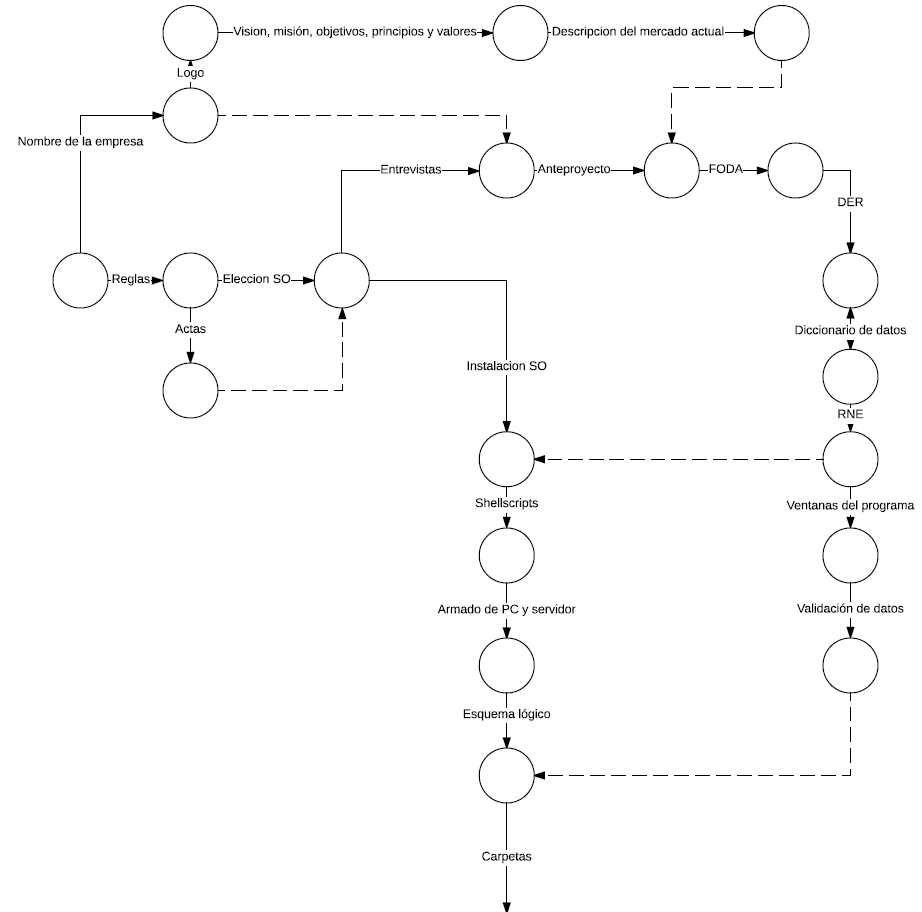 Vision, misión, objetivos, principios y valores
Descripcion del mercado actual
Logo
Nombre de la empresa
Entrevistas
Anteproyecto
FODA
DER
Reglas
Eleccion SO
Actas
Diccionario de datos
Instalacion SO
RNE
Shellscripts
Ventanas del programa
Armado de PC y servidor
Validación de datos
Esquema lógico
Carpetas